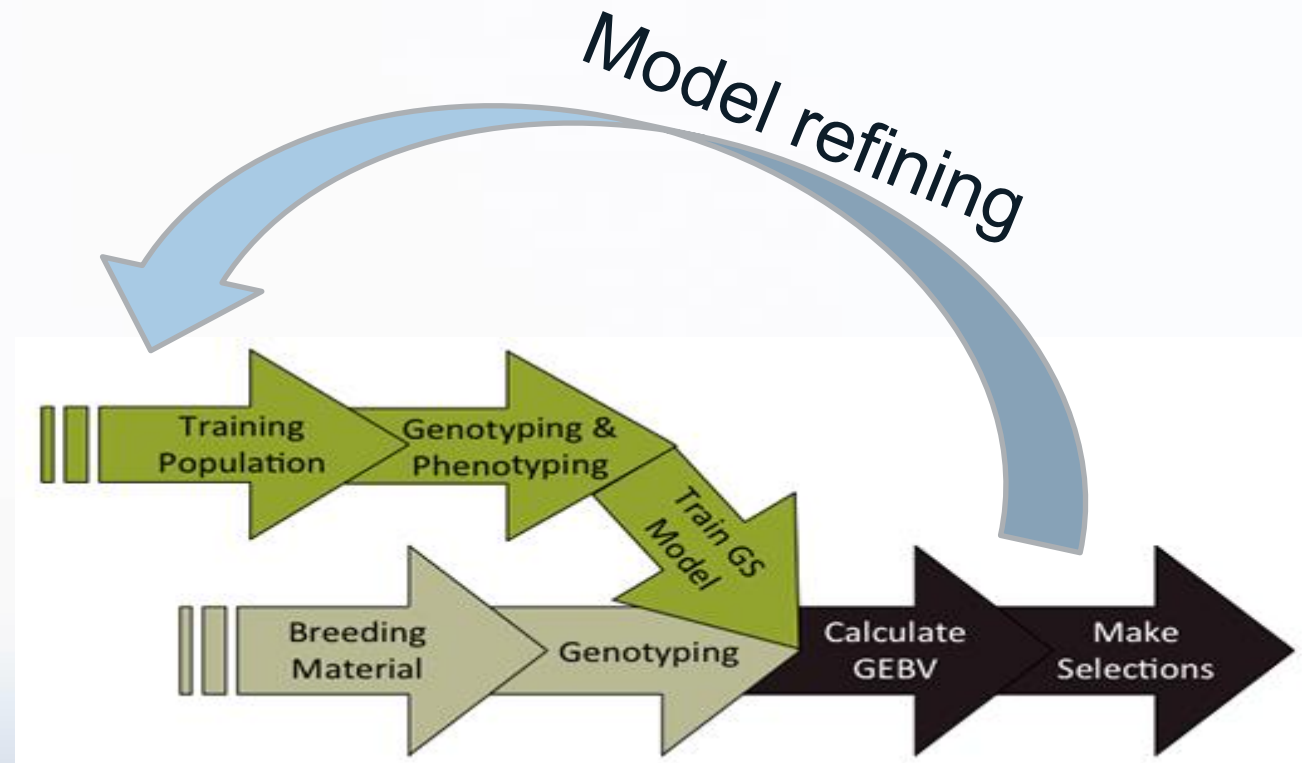 Model refining
Training
Population
Genotyping &
Phenotyping
Train GS
Model
Breeding
Material
Genotyping
Calculate
GEBV
Make
Selections